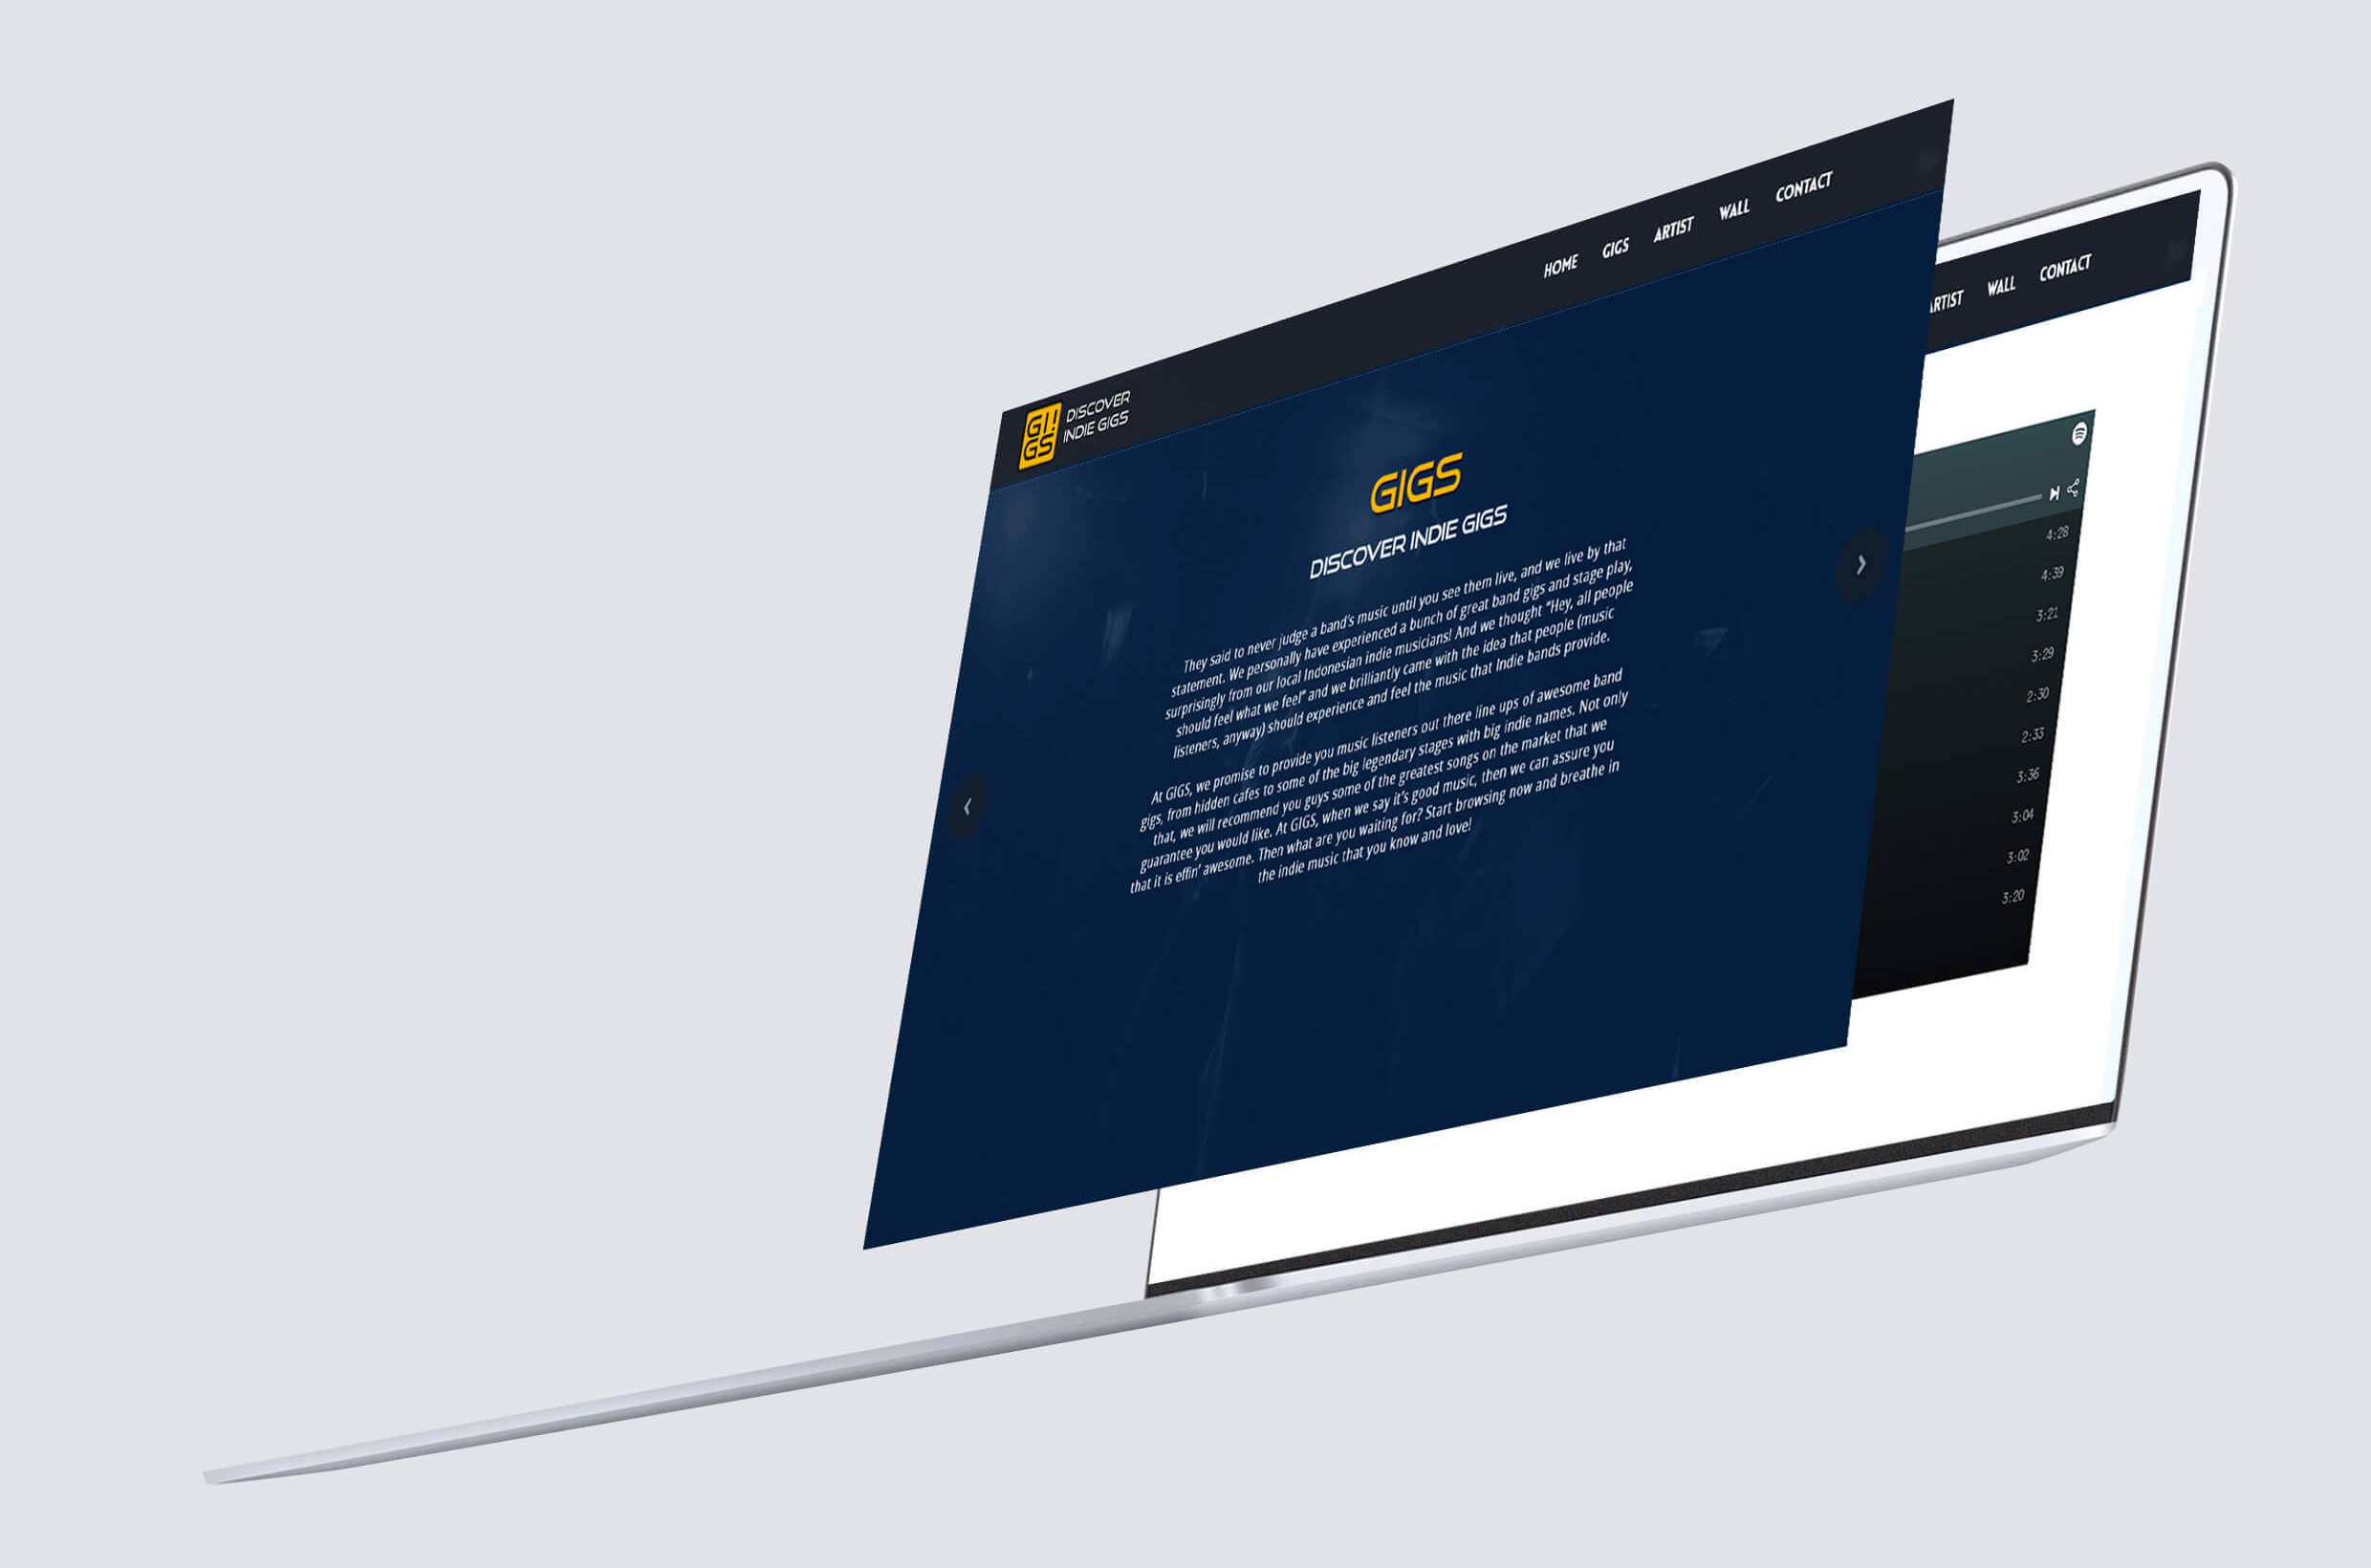 GI!
GS
DISCOVER
INDIE GIGS
HOME GIGS ARTIST WALL CONTACT
GIGS
DISCOVER INDIE GIGS
They said to never judge a band's music until you see them live, and we live by that
statement. We personally have experienced a bunch of great band gigs and stage play,
surprisingly from our local Indonesian indie musicians! And we thought "Hey, all people
should feel what we feel" and we brilliantly came with the idea that people (music
listeners, anyway) should experience and feel the music that Indie bands provide.
At GIGS, we promise to provide you music listeners out there line ups of awesome band
gigs, from hidden cafes to some of the big legendary stages with big indie names. Not only
that, we will recommend you guys some of the greatest songs on the market that we
guarantee you would like. At GIGS, when we say it's good music, then we can assure you
that it is effin' awesome. Then what are you waiting for? Start browsing now and breathe in
the indie music that you know and love!
ARTIST WALL CONTACT
4:28
4:39
3:21
3:29
2:30
2:33
3:36
3:04
3:02
3:20